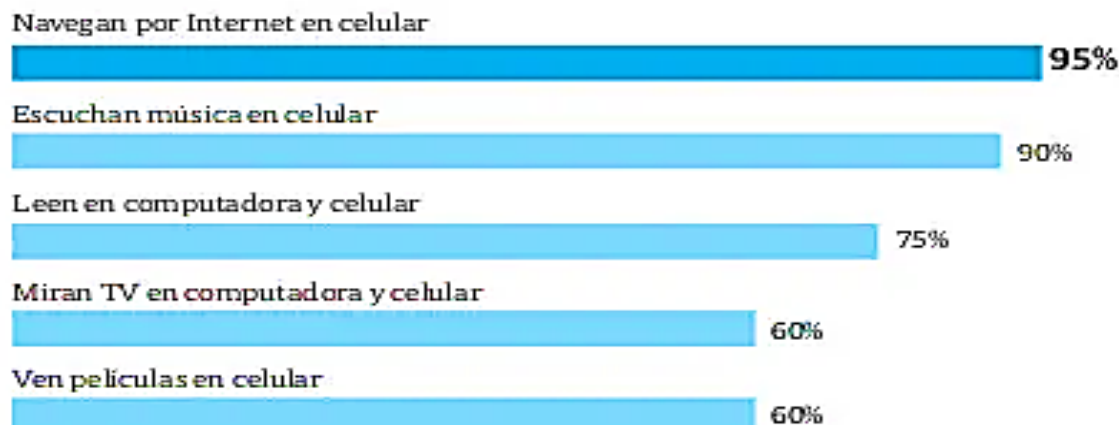 Navegan por Internet en celular
95%
Escuchan música en celular
90%
Leen en computadora y celular
75%
Miran TV en computadora y celular
60%
Ven películas en celular
60%